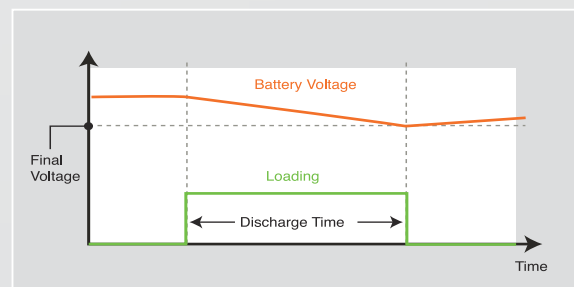 Battery Voltage
Final
Voltage
Loading
Discharge Time
Time